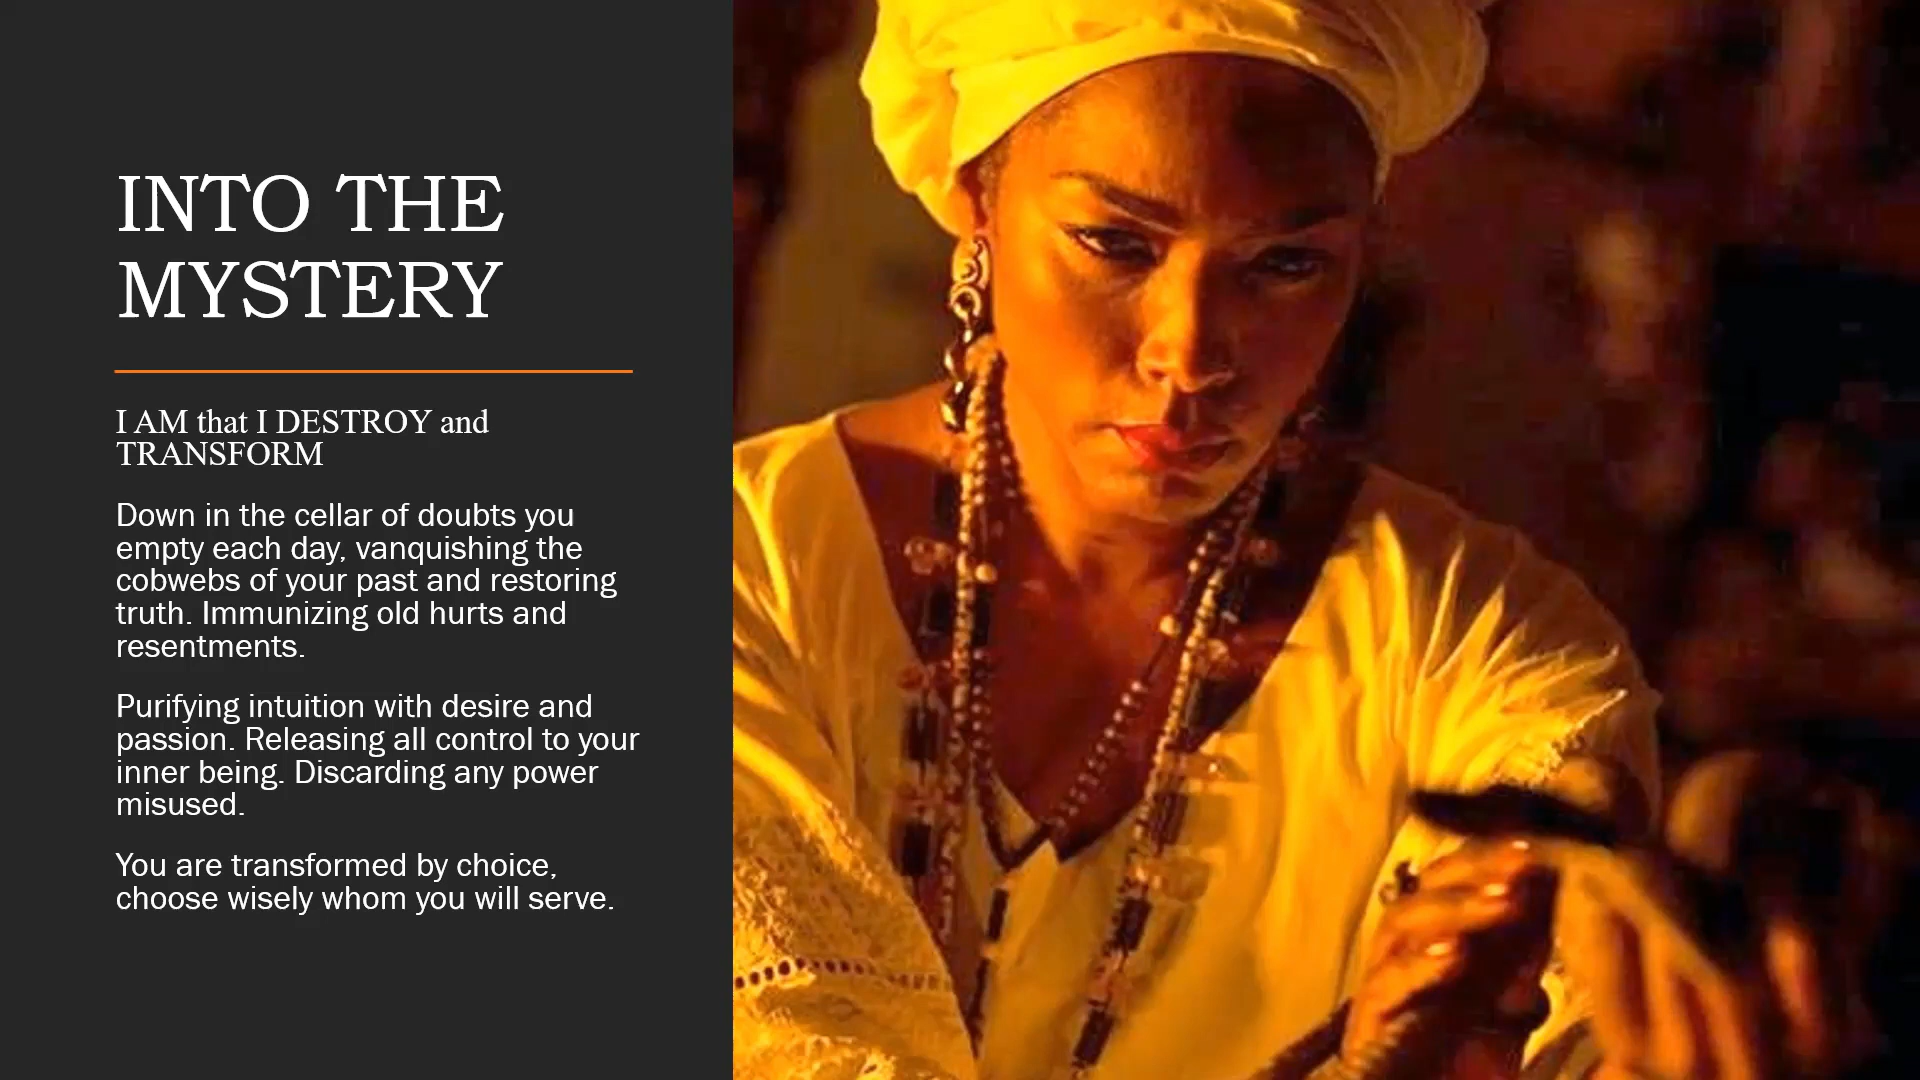 INTO THE
MYSTERY
I AM that I DESTROY and
TRANSFORM
Down in the cellar of doubts you
empty each day, vanquishing the
cobwebs of your past and restoring
truth. Immunizing old hurts and
resentments.
Purifying intuition with desire and
passion. Releasing all control to your
inner being. Discarding any power
misused.
You are transformed by choice,
choose wisely whom you will serve.